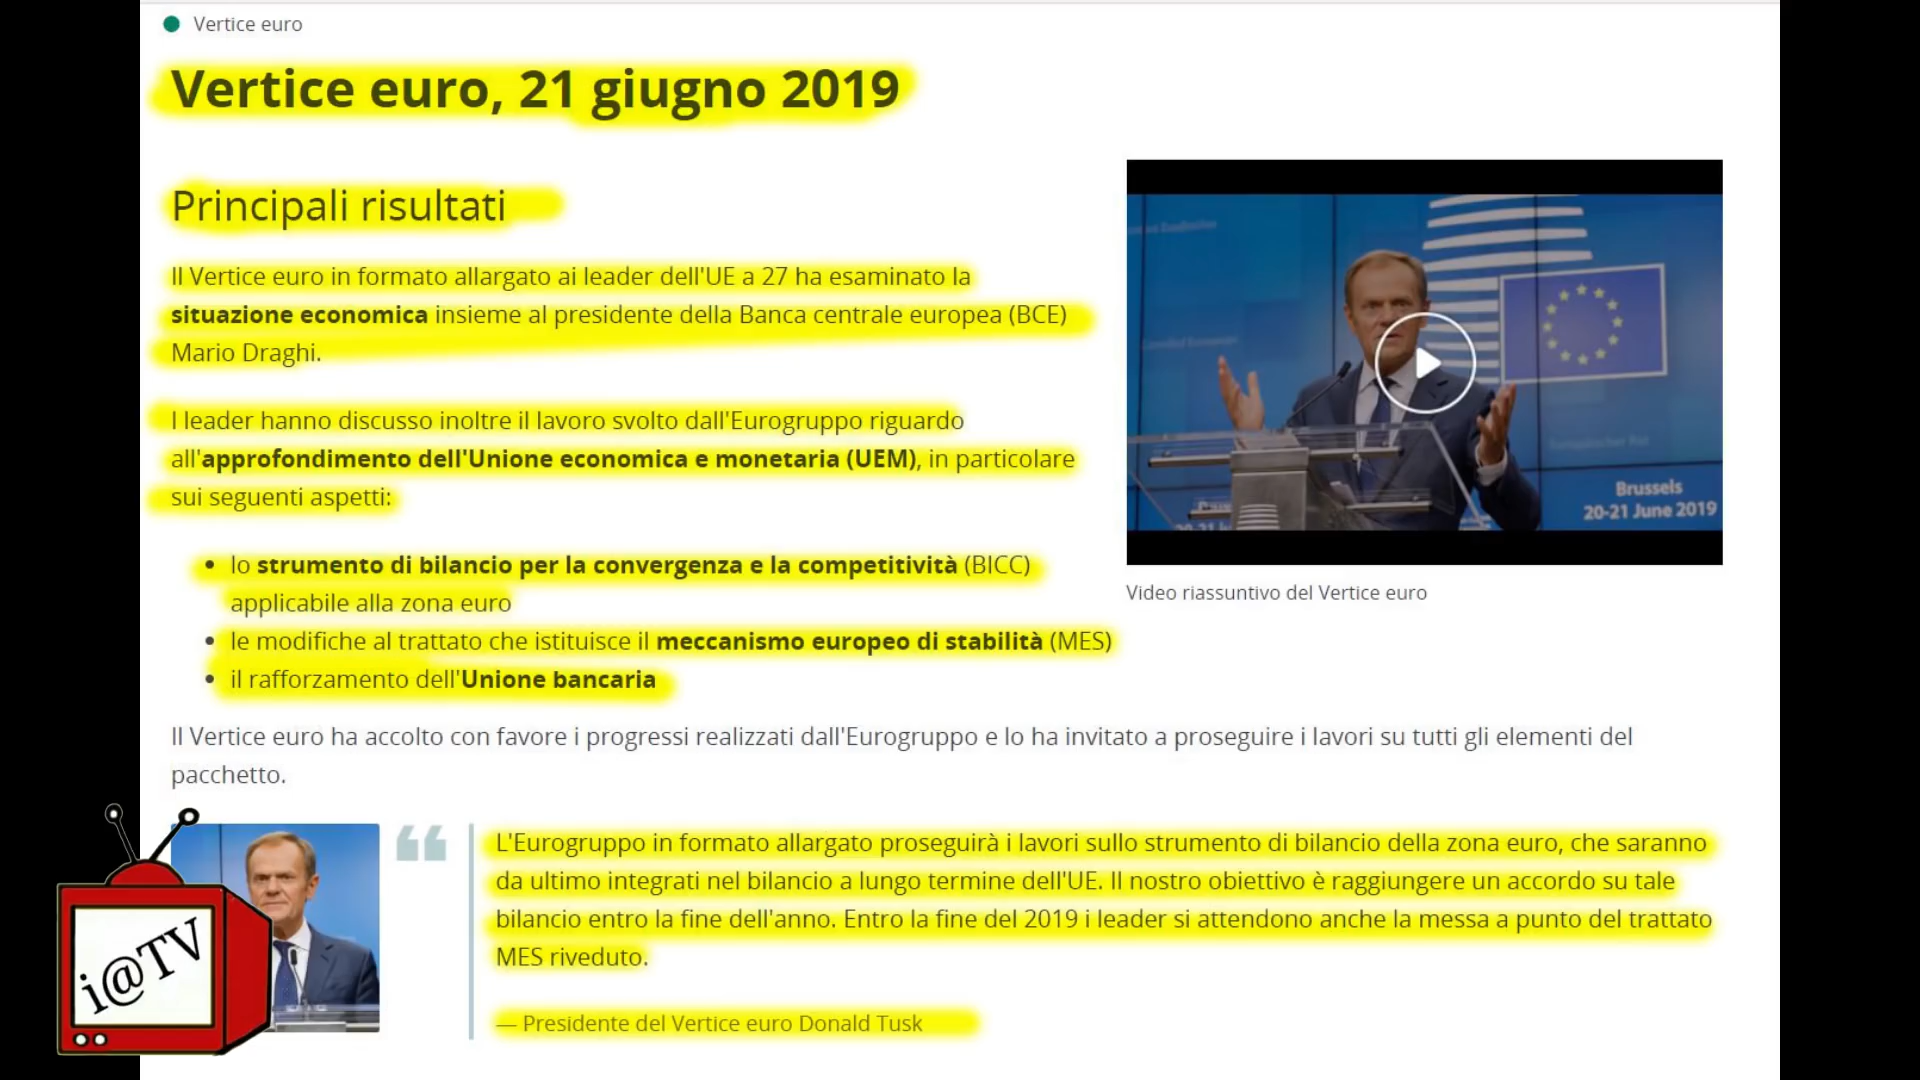 Vertice euro
Vertice euro, 21 giugno 2019
Principali risultati
Il Vertice euro in formato allargato ai leader dell'UE a 27 ha esaminato la
situazione economica insieme al presidente della Banca centrale europea (BCE)
Mario Draghi.
I leader hanno discusso inoltre il lavoro svolto dall'Eurogruppo riguardo
all'approfondimento dell'Unione economica e monetaria (UEM), in particolare
sui seguenti aspetti:
• lo strumento di bilancio per la convergenza e la competitività (BICC)
applicabile alla zona euro
• le modifiche al trattato che istituisce il meccanismo europeo di stabilità (MES)
• il rafforzamento dell'Unione bancaria
Brussels
20-21 June 2019
Video riassuntivo del Vertice euro
Il Vertice euro ha accolto con favore i progressi realizzati dall'Eurogruppo e lo ha invitato a proseguire i lavori su tutti gli elementi del
pacchetto.
L'Eurogruppo in formato allargato proseguirà i lavori sullo strumento di bilancio della zona euro, che saranno
da ultimo integrati nel bilancio a lungo termine dell'UE. Il nostro obiettivo è raggiungere un accordo su tale
bilancio entro la fine dell'anno. Entro la fine del 2019 i leader si attendono anche la messa a punto del trattato
MES riveduto.
— Presidente del Vertice euro Donald Tusk
i@TV